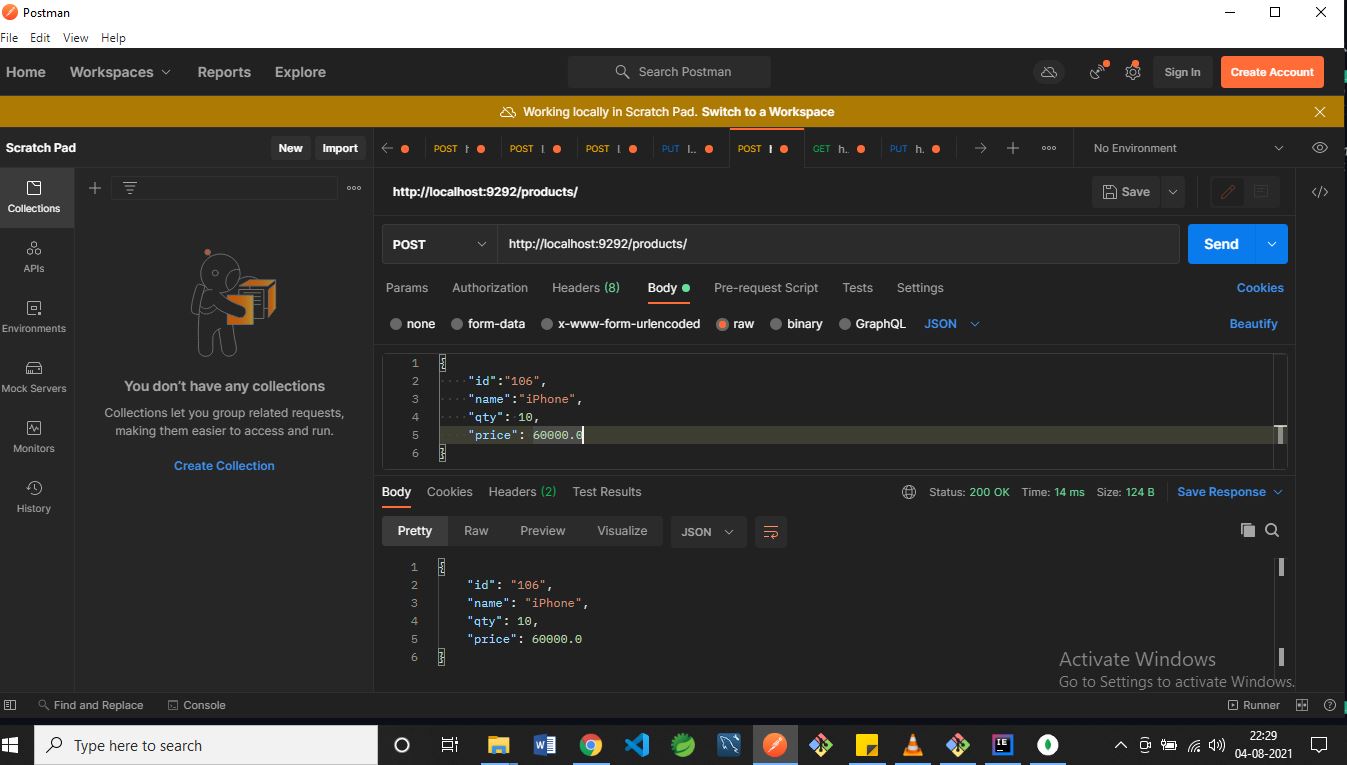 Postman
File Edit View Help
Home Workspaces Reports Explore Search Postman Sign In Create Account
Working locally in Scratch Pad. Switch to a Workspace
Scratch Pad New Import
POST POST POST PUT POST GET h.. PUT h. No Environment
Collections
APIs
Environments
Mock Servers
Monitors
History
You don't have any collections
Collections let you group related requests,
making them easier to access and run.
Create Collection
http://localhost:9292/products/ Save
POST http://localhost:9292/products/ Send
Params Authorization Headers (8) Body Pre-request Script Tests Settings Cookies
none form-data x-www-form-urlencoded raw binary GraphQL JSON Beautify
1 {
2 "id":"106",
3 "name":"iPhone",
4 "qty": 10,
5 "price": 60000.0
6 }
Body Cookies Headers (2) Test Results Status: 200 OK Time: 14 ms Size: 124 B Save Response
Pretty Raw Preview Visualize JSON
1 {
2 "id": "106",
3 "name": "iPhone",
4 "qty": 10,
5 "price": 60000.0
6 }
Activate Windows
Go to Settings to activate Windows.
Find and Replace Console Runner
Type here to search
22:29
04-08-2021